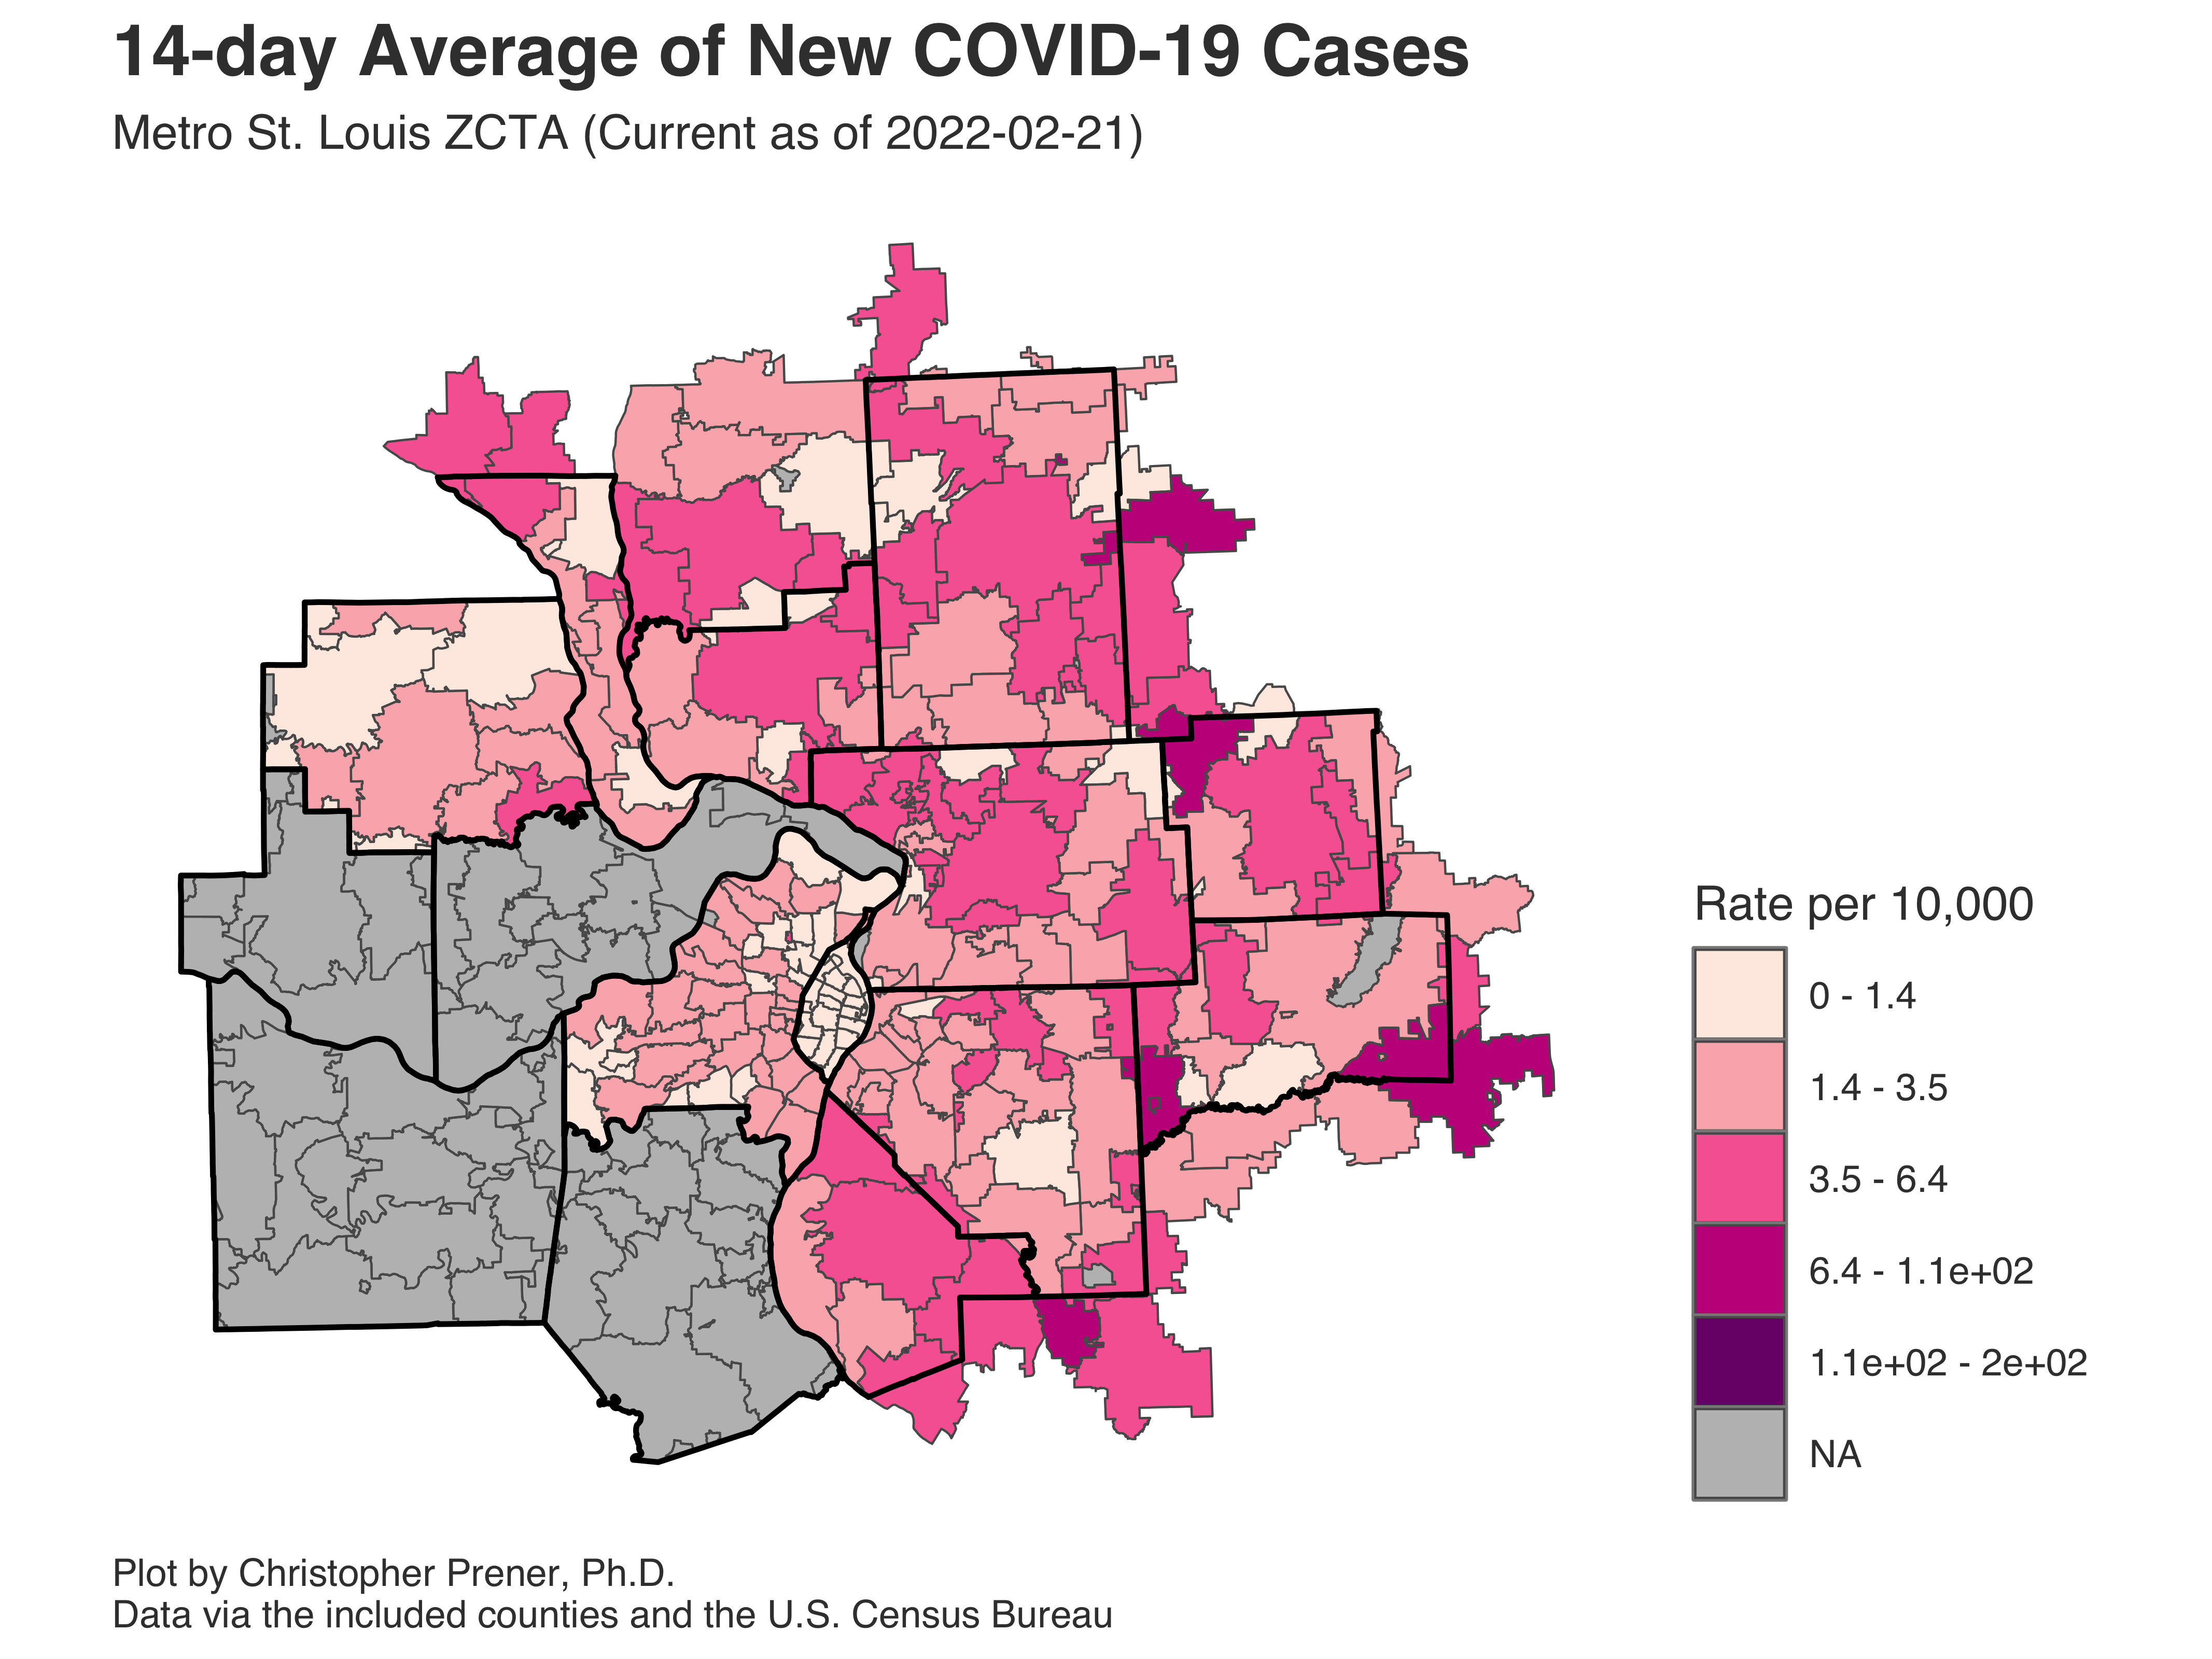 14-day Average of New COVID-19 Cases
Metro St. Louis ZCTA (Current as of 2022-02-21)
Rate per 10,000
0 - 1.4
1.4 - 3.5
3.5 - 6.4
6.4 - 1.1e+02
1.1e+02 - 2e+02
NA
Plot by Christopher Prener, Ph.D.
Data via the included counties and the U.S. Census Bureau